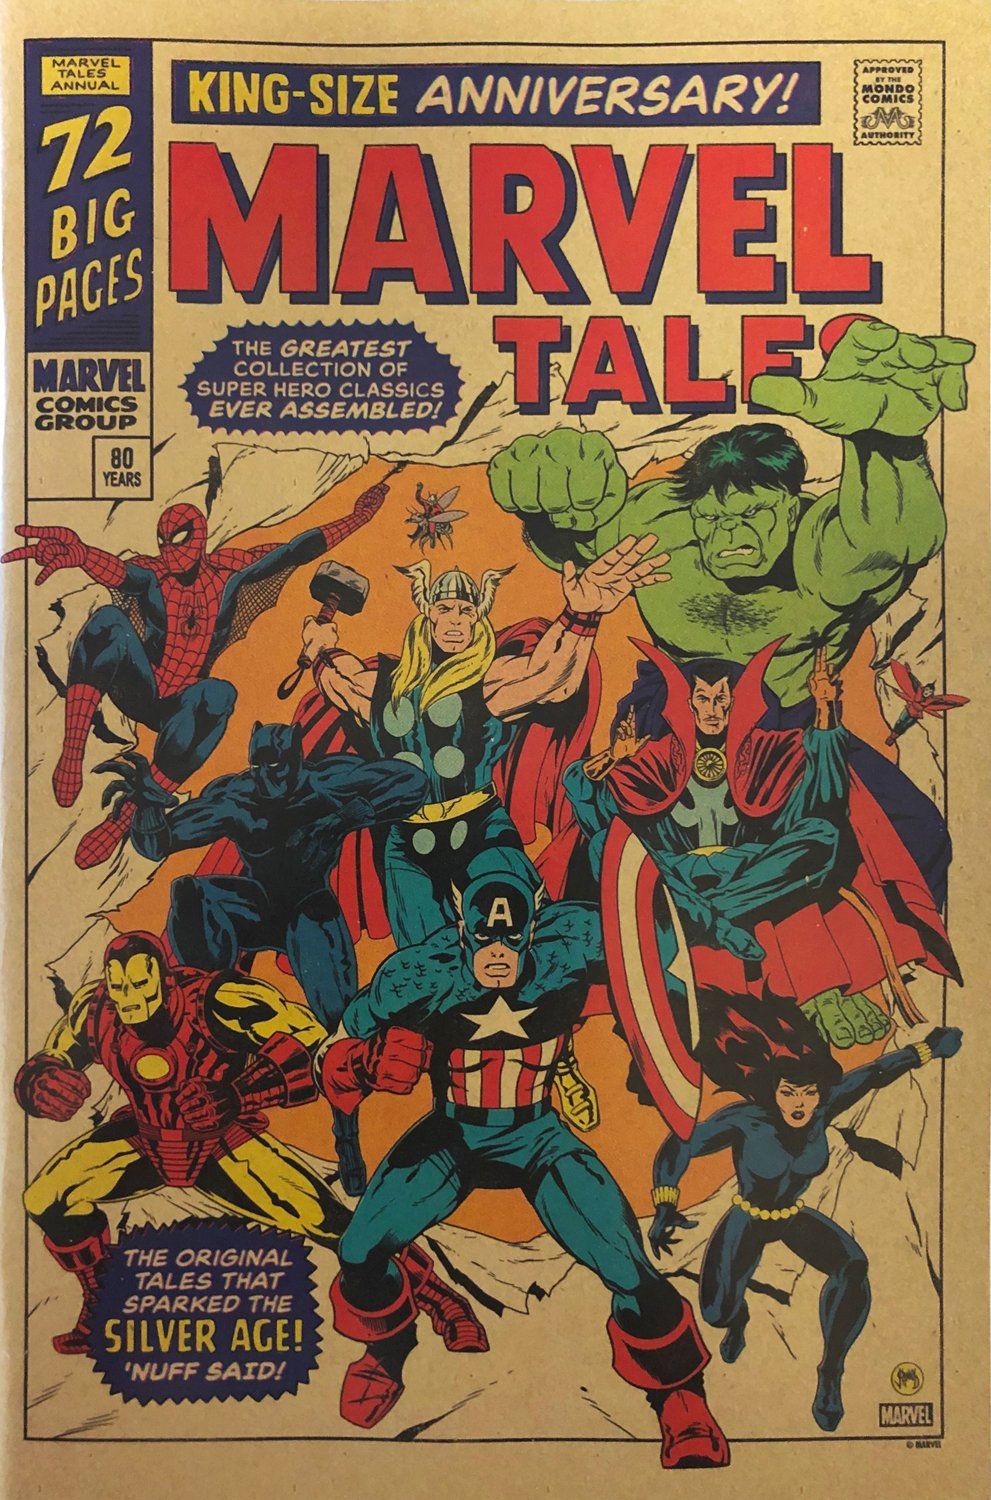 MARVEL
TALES
ANNUAL
72
BIG
PAGES
MARVEL
COMICS
GROUP
80
YEARS
KING-SIZE ANNIVERSARY!
APPROVED
BY THE
MONDO
COMICS
M
AUTHORITY
MARVEL
TALES
THE GREATEST
COLLECTION OF
SUPER HERO CLASSICS
EVER ASSEMBLED!
A
THE ORIGINAL
TALES THAT
SPARKED THE
SILVER AGE!
'NUFF SAID!
MARVEL
© MARVEL